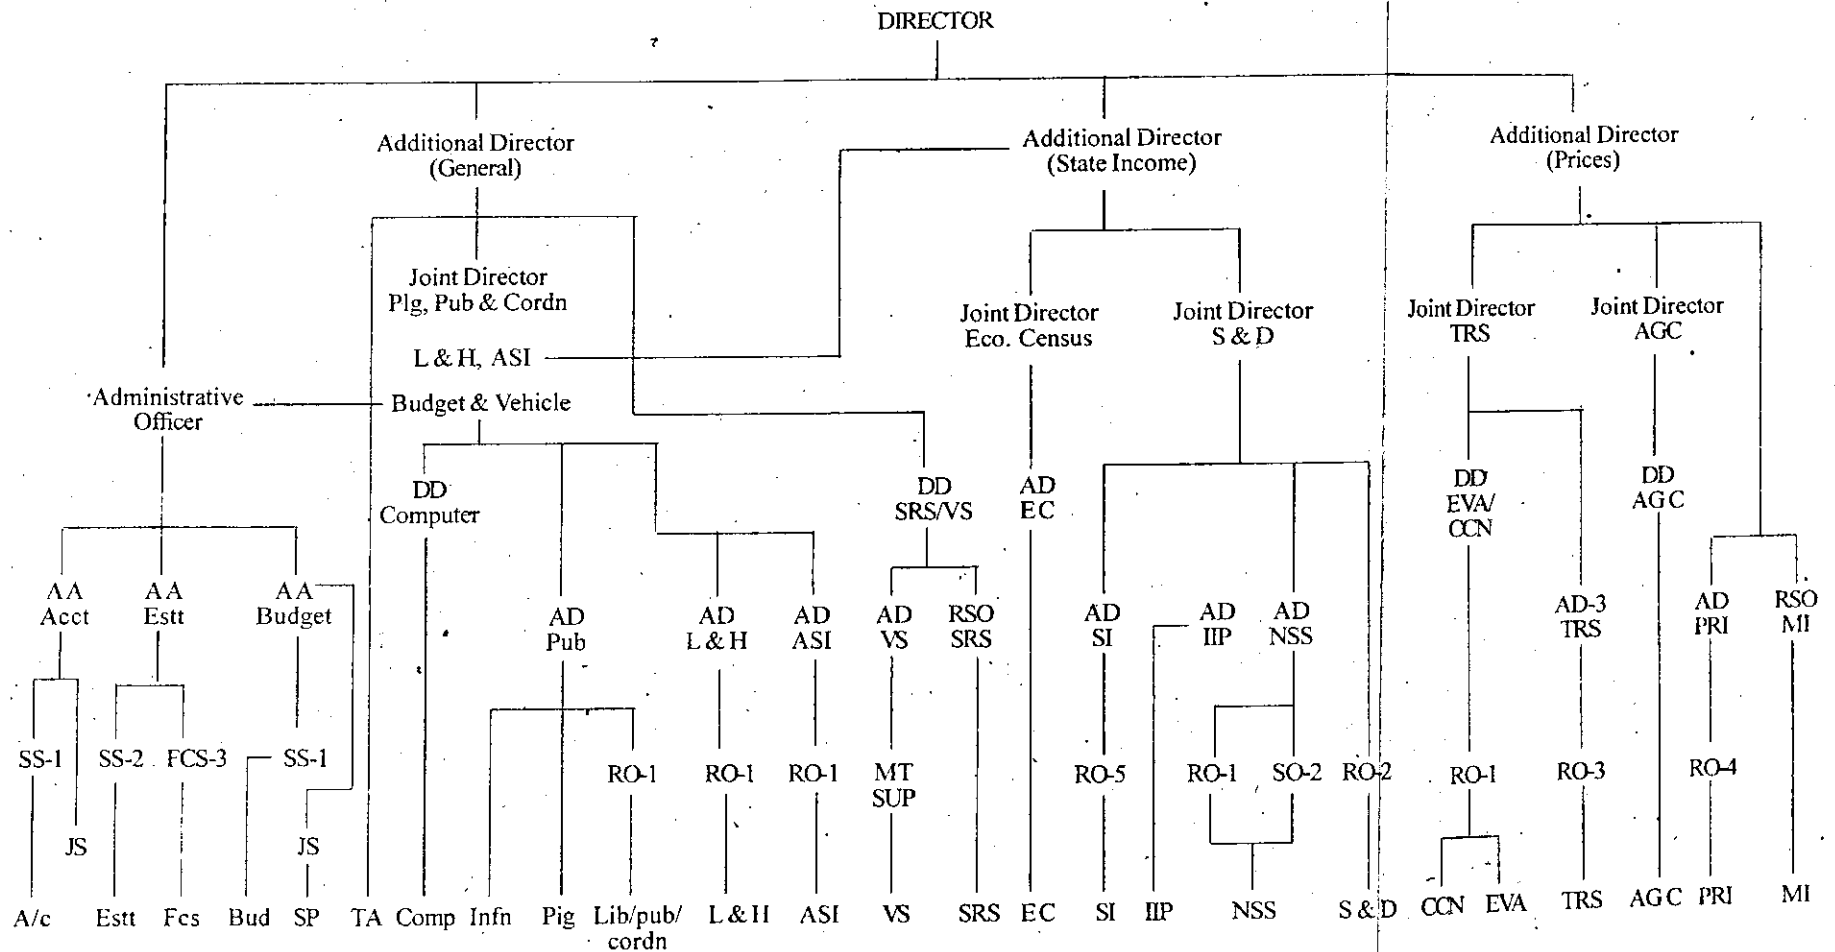 DIRECTOR
Additional Director
(General)
Additional Director
(State Income)
Additional Director
(Prices)
Joint Director
Plg, Pub & Cordn
L & H, ASI
Budget & Vehicle
Administrative
Officer
Joint Director
Eco. Census
Joint Director
S & D
Joint Director
TRS
Joint Director
AGC
DD
Computer
DD
SRS/VS
AD
EC
DD
EVA/
CCN
DD
AGC
AA
Acct
AA
Estt
AA
Budget
AD
Pub
AD
L & H
AD
ASI
AD
VS
RSO
SRS
AD
SI
AD
IIP
AD
NSS
AD-3
TRS
AD
PRI
RSO
MI
SS-1
SS-2
FCS-3
SS-1
RO-1
RO-1
RO-1
MT
SUP
RO-5
RO-1
SO-2
RO-2
RO-1
RO-3
RO-4
JS
JS
A/c
Estt
Fcs
Bud
SP
TA
Comp
Infn
Pig
Lib/pub/
cordn
L & H
ASI
VS
SRS
EC
SI
IIP
NSS
S & D
CCN
EVA
TRS
AGC
PRI
MI